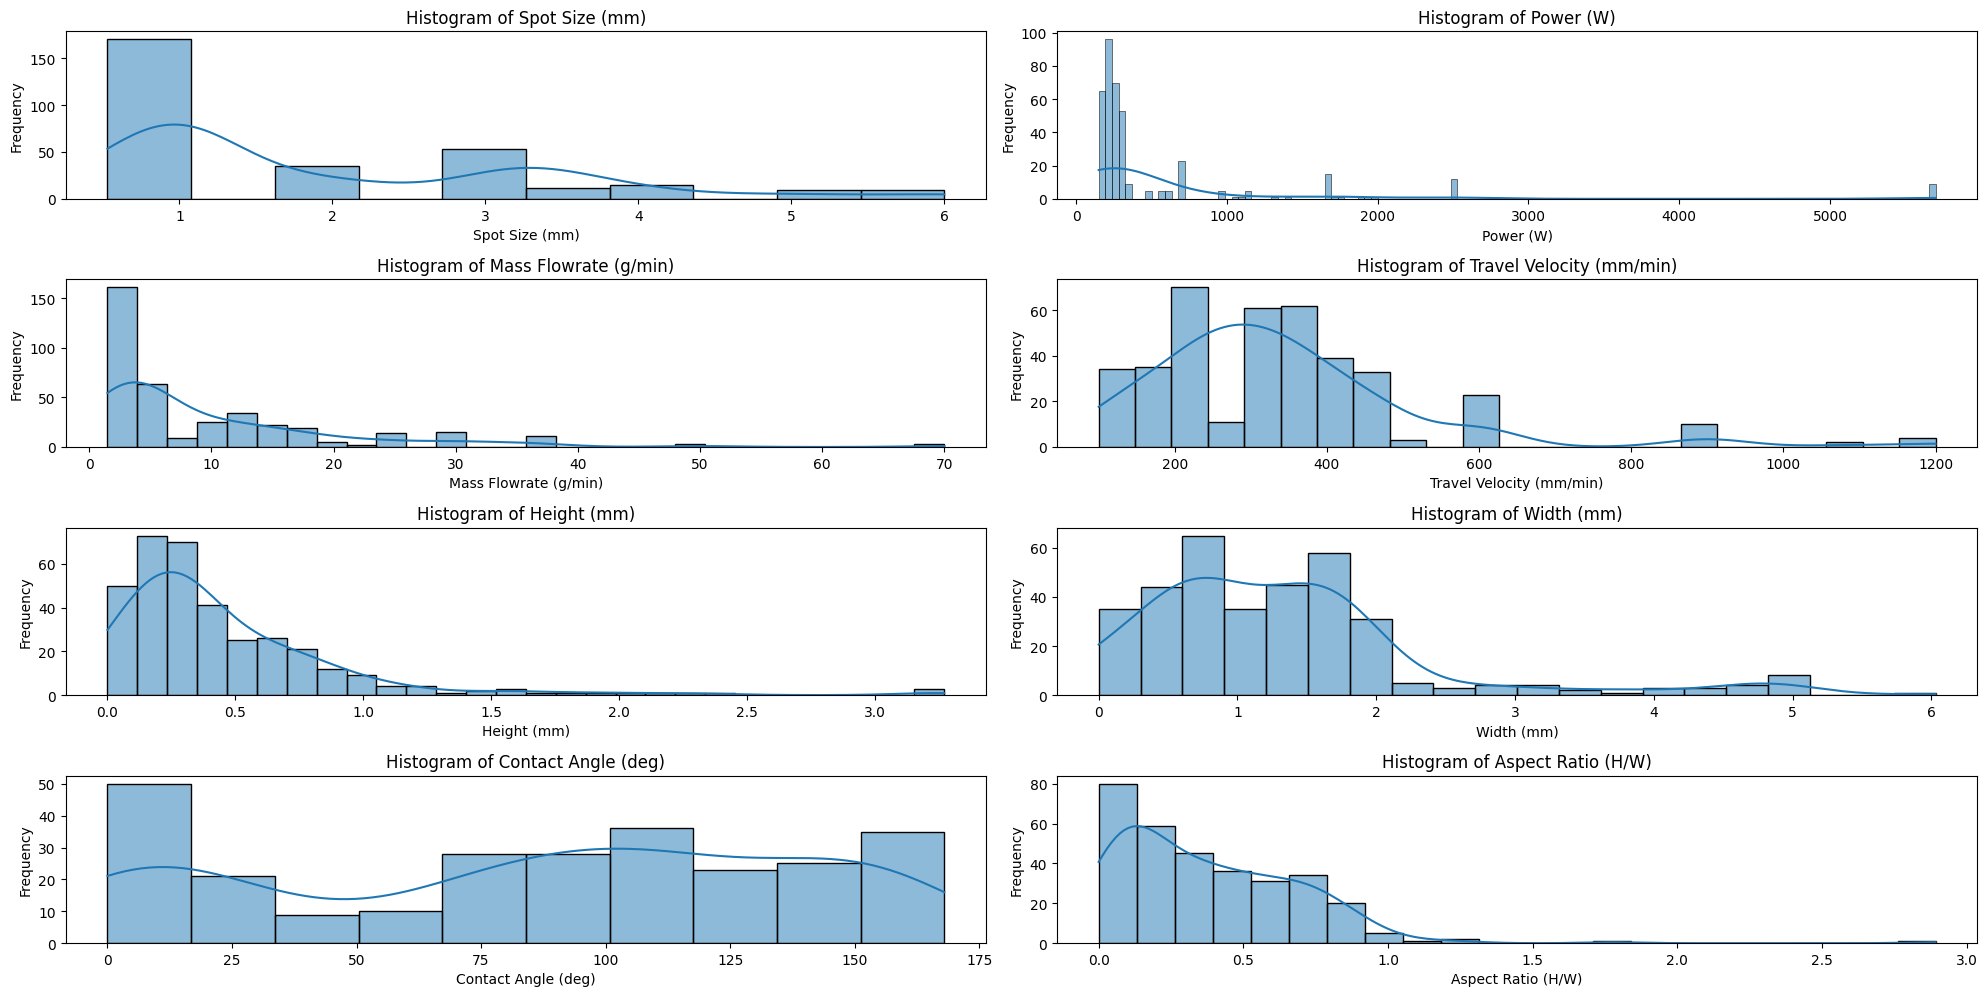 Histogram of Spot Size (mm)
Frequency
150
100
50
0
1 2 3 4 5 6
Spot Size (mm)
Histogram of Power (W)
Frequency
100
80
60
40
20
0
0 1000 2000 3000 4000 5000
Power (W)
Histogram of Mass Flowrate (g/min)
Frequency
150
100
50
0
0 10 20 30 40 50 60 70
Mass Flowrate (g/min)
Histogram of Travel Velocity (mm/min)
Frequency
60
40
20
0
200 400 600 800 1000 1200
Travel Velocity (mm/min)
Histogram of Height (mm)
Frequency
60
40
20
0
0.0 0.5 1.0 1.5 2.0 2.5 3.0
Height (mm)
Histogram of Width (mm)
Frequency
60
40
20
0
0 1 2 3 4 5 6
Width (mm)
Histogram of Contact Angle (deg)
Frequency
50
40
30
20
10
0
0 25 50 75 100 125 150 175
Contact Angle (deg)
Histogram of Aspect Ratio (H/W)
Frequency
80
60
40
20
0
0.0 0.5 1.0 1.5 2.0 2.5 3.0
Aspect Ratio (H/W)